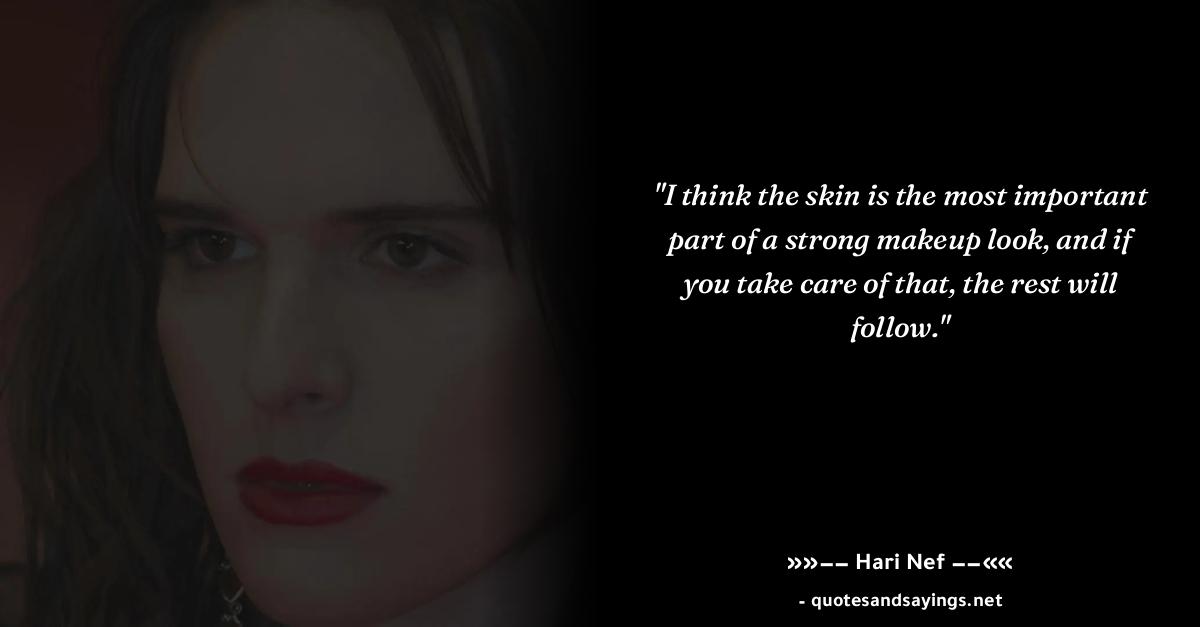 "I think the skin is the most important
part of a strong makeup look, and if
you take care of that, the rest will
follow."
»»−− Hari Nef −−««
- quotesandsayings.net